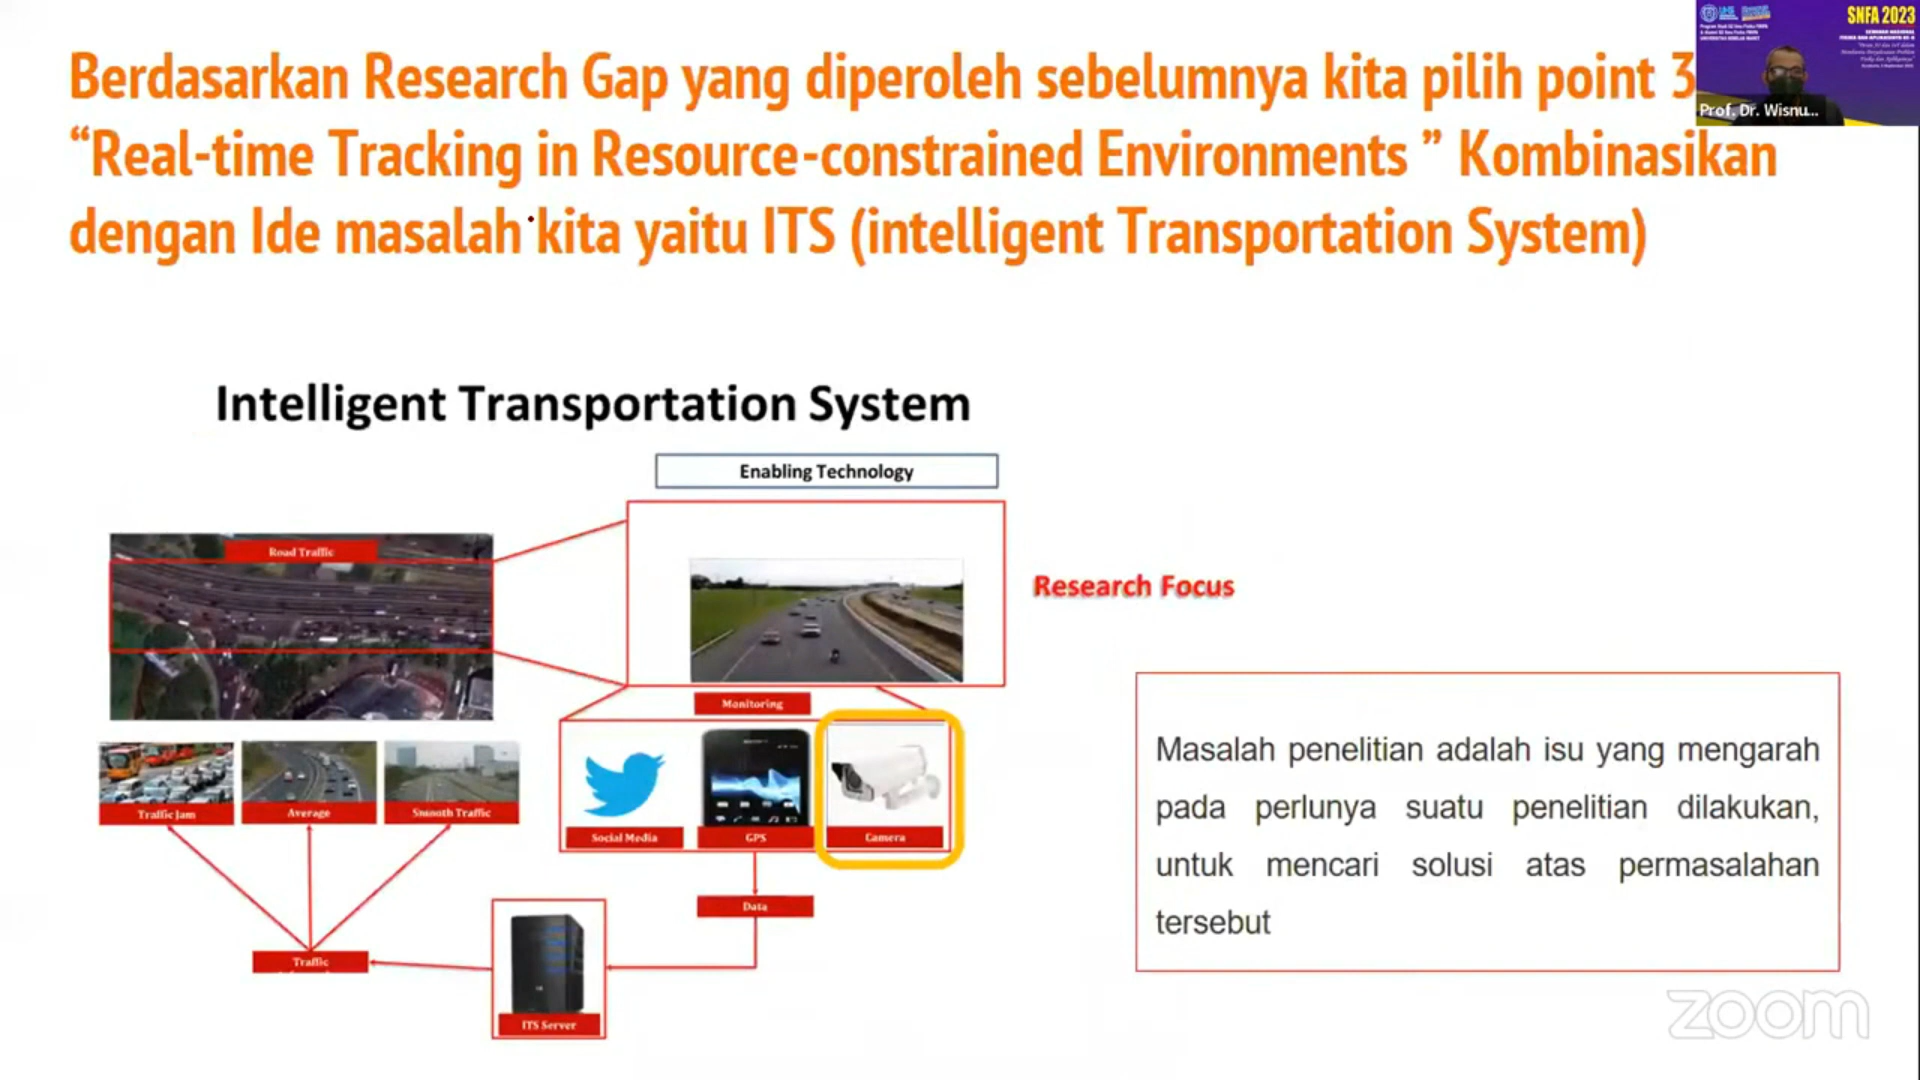 Berdasarkan Research Gap yang diperoleh sebelumnya kita pilih point 3
“Real-time Tracking in Resource-constrained Environments ” Kombinasikan
dengan Ide masalah kita yaitu ITS (intelligent Transportation System)
SNFA 2023
Prof. Dr. Wisnu...
Intelligent Transportation System
Enabling Technology
Road Traffic
Research Focus
Monitoring
Traffic Jam
Average
Smooth Traffic
Social Media
GPS
Camera
Data
Traffic
ITS Server
Masalah penelitian adalah isu yang mengarah
pada perlunya suatu penelitian dilakukan,
untuk mencari solusi atas permasalahan
tersebut
zoom